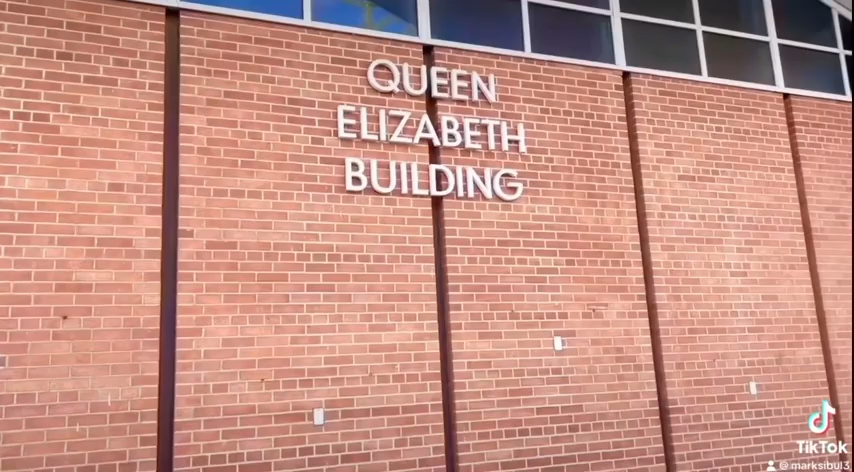 QUEEN
ELIZABETH
BUILDING
TikTok
@marksibul3